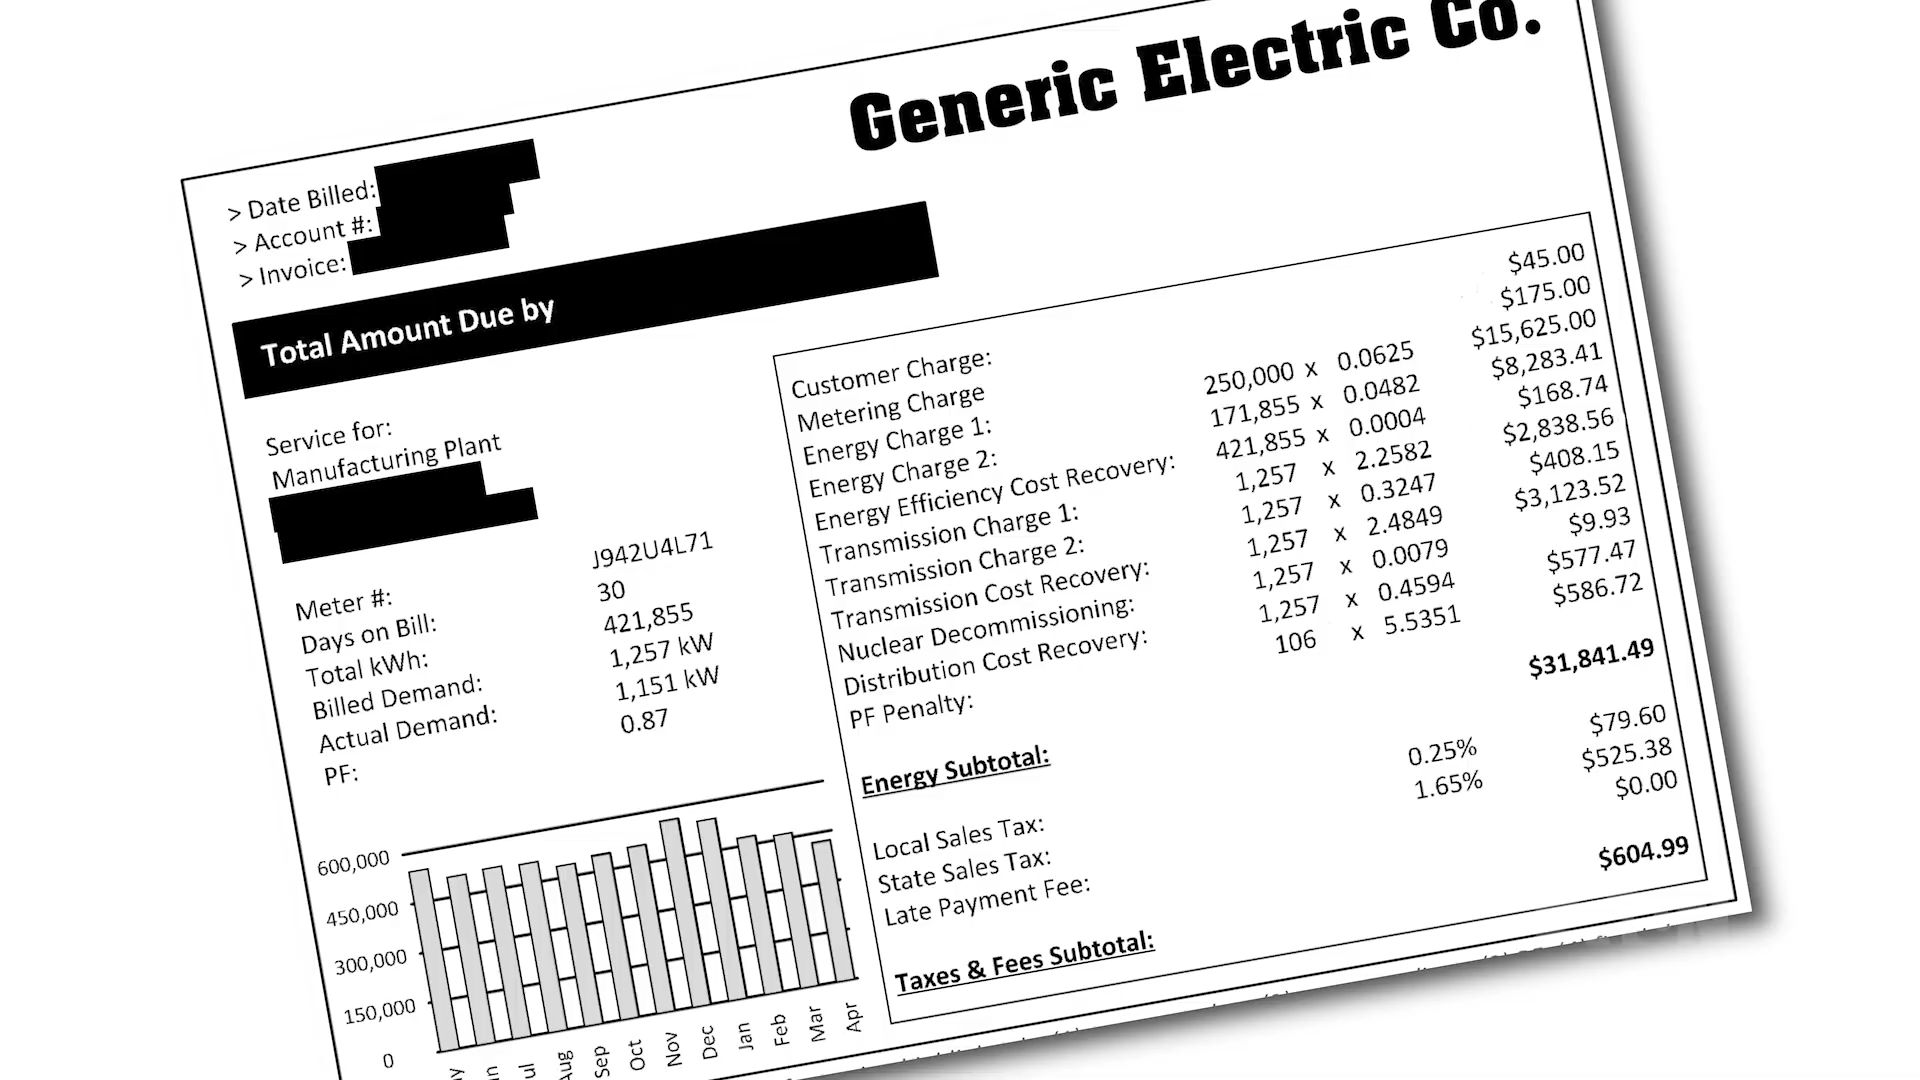 Generic Electric Co.
> Date Billed:
> Account #:
> Invoice:
Total Amount Due by
Service for:
Manufacturing Plant
Meter #: J942U4L71
Days on Bill: 30
Total kWh: 421,855
Billed Demand: 1,257 kW
Actual Demand: 1,151 kW
PF: 0.87
600,000
450,000
300,000
150,000
0
Aug Sep Oct Nov Dec Jan Feb Mar Apr
Customer Charge: $45.00
Metering Charge $175.00
Energy Charge 1: 250,000 x 0.0625 $15,625.00
Energy Charge 2: 171,855 x 0.0482 $8,283.41
Energy Efficiency Cost Recovery: 421,855 x 0.0004 $168.74
Transmission Charge 1: 1,257 x 2.2582 $2,838.56
Transmission Charge 2: 1,257 x 0.3247 $408.15
Transmission Cost Recovery: 1,257 x 2.4849 $3,123.52
Nuclear Decommissioning: 1,257 x 0.0079 $9.93
Distribution Cost Recovery: 1,257 x 0.4594 $577.47
PF Penalty: 106 x 5.5351 $586.72
Energy Subtotal: $31,841.49
Local Sales Tax: 0.25% $79.60
State Sales Tax: 1.65% $525.38
Late Payment Fee: $0.00
Taxes & Fees Subtotal: $604.99